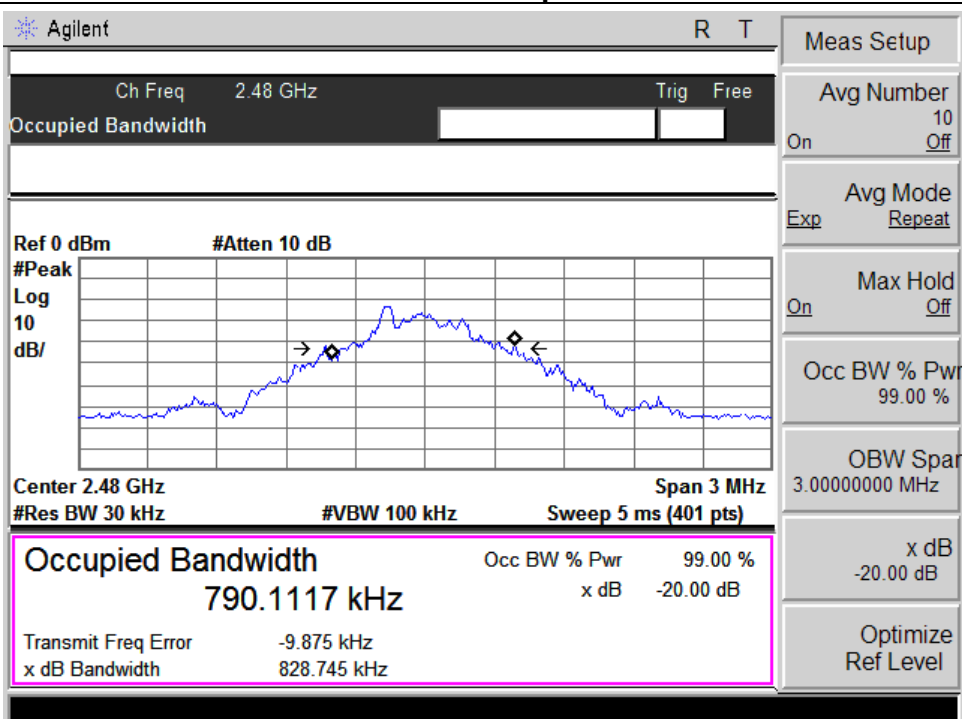 Agilent R T
Ch Freq 2.48 GHz Trig Free
Occupied Bandwidth
Ref 0 dBm #Atten 10 dB
#Peak
Log
10
dB/
Center 2.48 GHz Span 3 MHz
#Res BW 30 kHz #VBW 100 kHz Sweep 5 ms (401 pts)
Occupied Bandwidth Occ BW % Pwr 99.00 %
790.1117 kHz x dB -20.00 dB
Transmit Freq Error -9.875 kHz
x dB Bandwidth 828.745 kHz
Meas Setup
Avg Number
10
On Off
Avg Mode
Exp Repeat
Max Hold
On Off
Occ BW % Pwr
99.00 %
OBW Span
3.00000000 MHz
x dB
-20.00 dB
Optimize
Ref Level